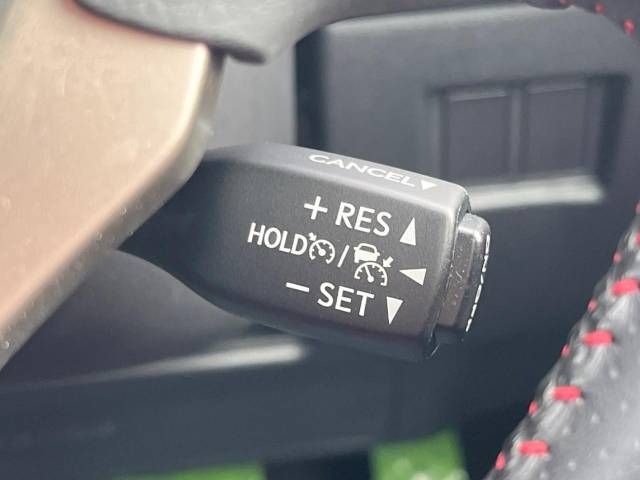 CANCEL▼
+ RES ▲
HOLD / ◀
− SET ▼